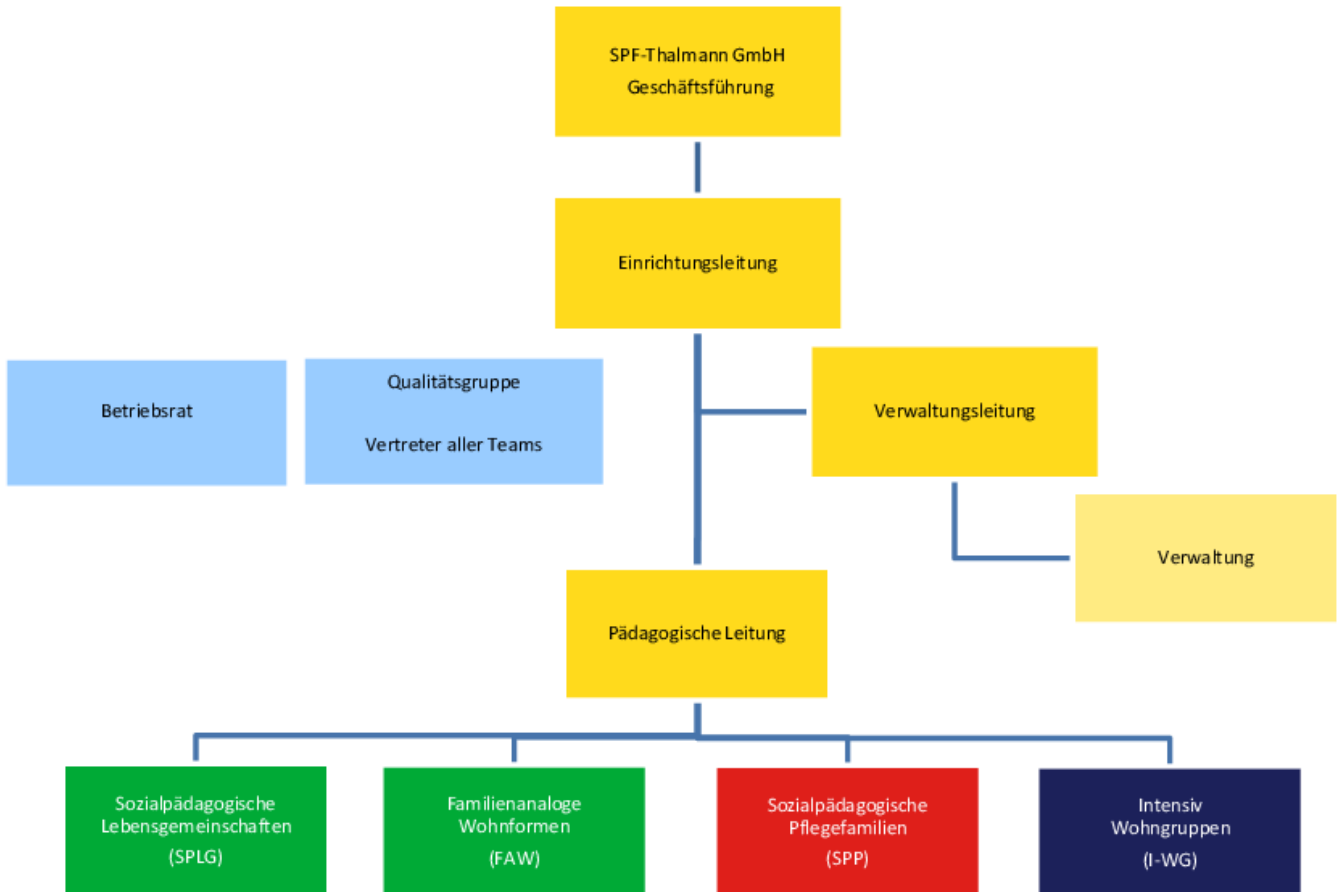 SPF-Thalmann GmbH
Geschäftsführung
Einrichtungsleitung
Betriebsrat
Qualitätsgruppe
Vertreter aller Teams
Verwaltungsleitung
Verwaltung
Pädagogische Leitung
Sozialpädagogische
Lebensgemeinschaften
(SPLG)
Familienanaloge
Wohnformen
(FAW)
Sozialpädagogische
Pflegefamilien
(SPP)
Intensiv
Wohngruppen
(I-WG)